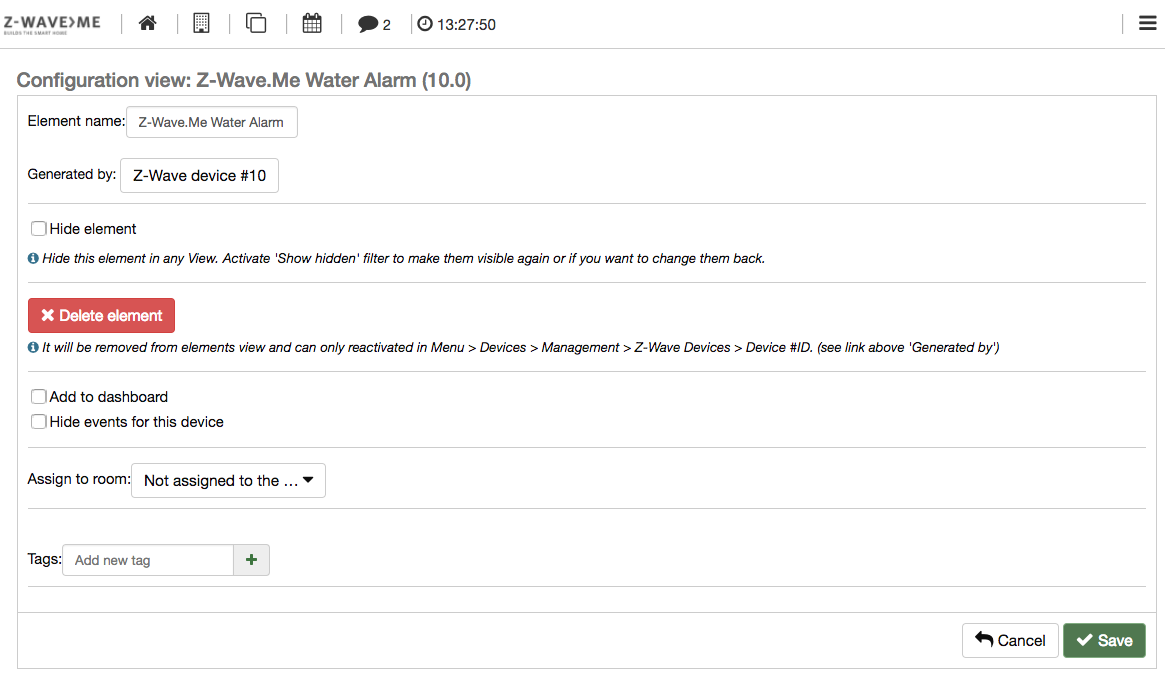 Z-WAVE>ME
BUILDS THE SMART HOME
2
13:27:50
Configuration view: Z-Wave.Me Water Alarm (10.0)
Element name: Z-Wave.Me Water Alarm
Generated by: Z-Wave device #10
Hide element
Hide this element in any View. Activate 'Show hidden' filter to make them visible again or if you want to change them back.
Delete element
It will be removed from elements view and can only reactivated in Menu > Devices > Management > Z-Wave Devices > Device #ID. (see link above 'Generated by')
Add to dashboard
Hide events for this device
Assign to room: Not assigned to the ...
Tags: Add new tag
Cancel Save